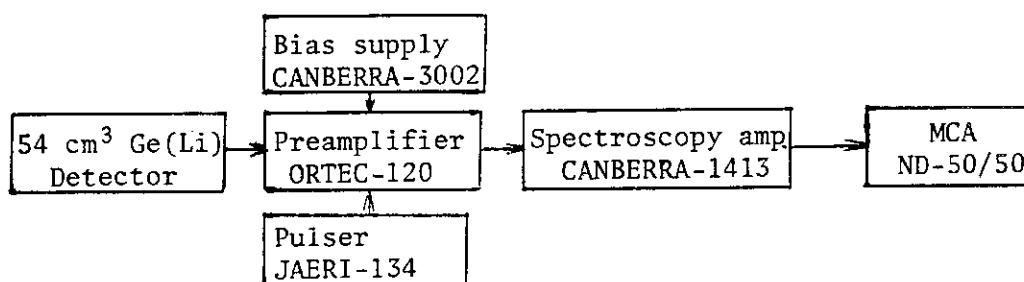 Bias supply
CANBERRA-3002
54 cm³ Ge(Li)
Detector
Preamplifier
ORTEC-120
Spectroscopy amp.
CANBERRA-1413
MCA
ND-50/50
Pulser
JAERI-134